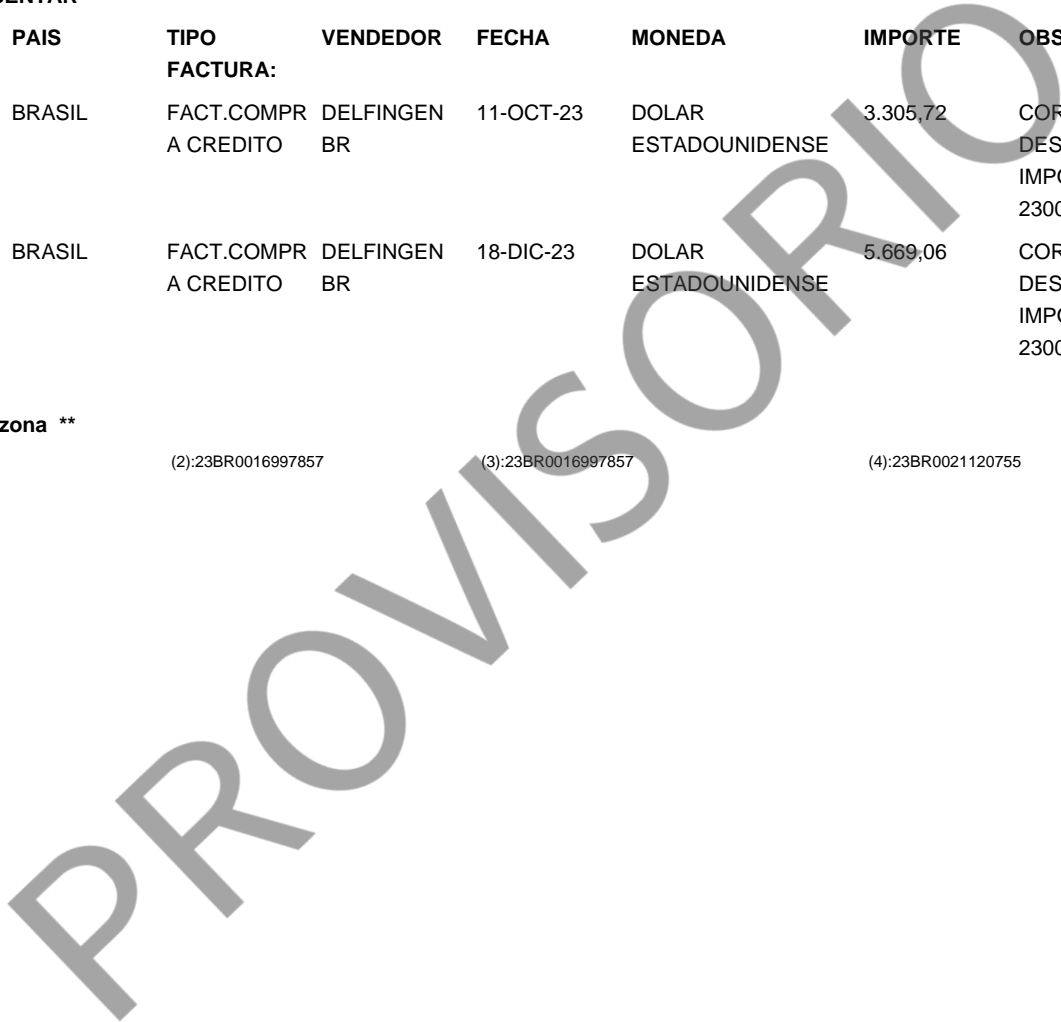 PAIS TIPO VENDEDOR FECHA MONEDA IMPORTE
FACTURA:
BRASIL FACT.COMPR DELFINGEN 11-OCT-23 DOLAR 3.305,72
A CREDITO BR ESTADOUNIDENSE
2300
BRASIL FACT.COMPR DELFINGEN 18-DIC-23 DOLAR 5.669,06
A CREDITO BR ESTADOUNIDENSE
2300
zona **
(2):23BR0016997857 (3):23BR0016997857 (4):23BR0021120755
PROVISORIO